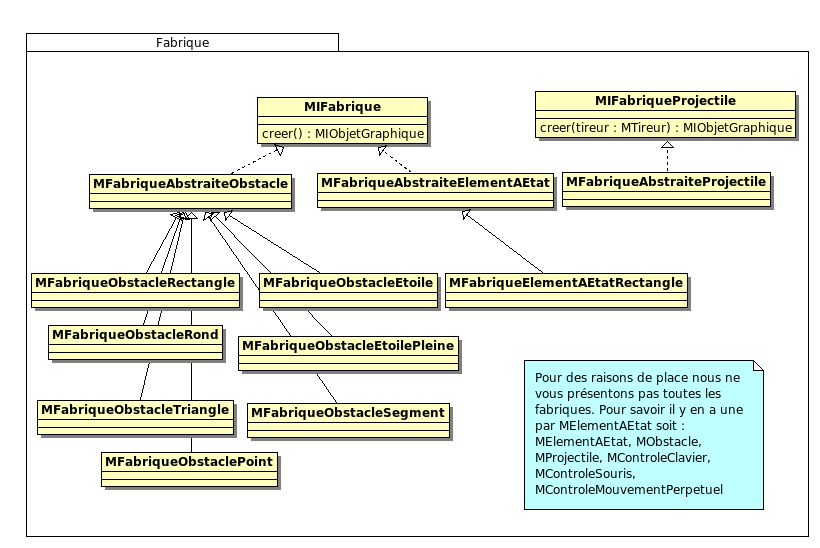 Fabrique
MIFabrique
creer() : MIObjetGraphique
MIFabriqueProjectile
creer(tireur : MTireur) : MIObjetGraphique
MFabriqueAbstraiteObstacle
MFabriqueAbstraiteElementAEtat
MFabriqueAbstraiteProjectile
MFabriqueObstacleRectangle
MFabriqueObstacleEtoile
MFabriqueElementAEtatRectangle
MFabriqueObstacleRond
MFabriqueObstacleEtoilePleine
MFabriqueObstacleTriangle
MFabriqueObstacleSegment
MFabriqueObstaclePoint
Pour des raisons de place nous ne
vous présentons pas toutes les
fabriques. Pour savoir il y en a une
par MElementAEtat soit :
MElementAEtat, MObstacle,
MProjectile, MControleClavier,
MControleSouris,
MControleMouvementPerpetuel